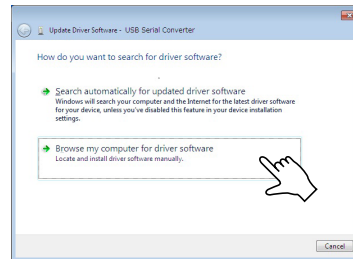 Update Driver Software - USB Serial Converter
How do you want to search for driver software?
Search automatically for updated driver software
Windows will search your computer and the Internet for the latest driver software
for your device, unless you've disabled this feature in your device installation
settings.
Browse my computer for driver software
Locate and install driver software manually.
Cancel